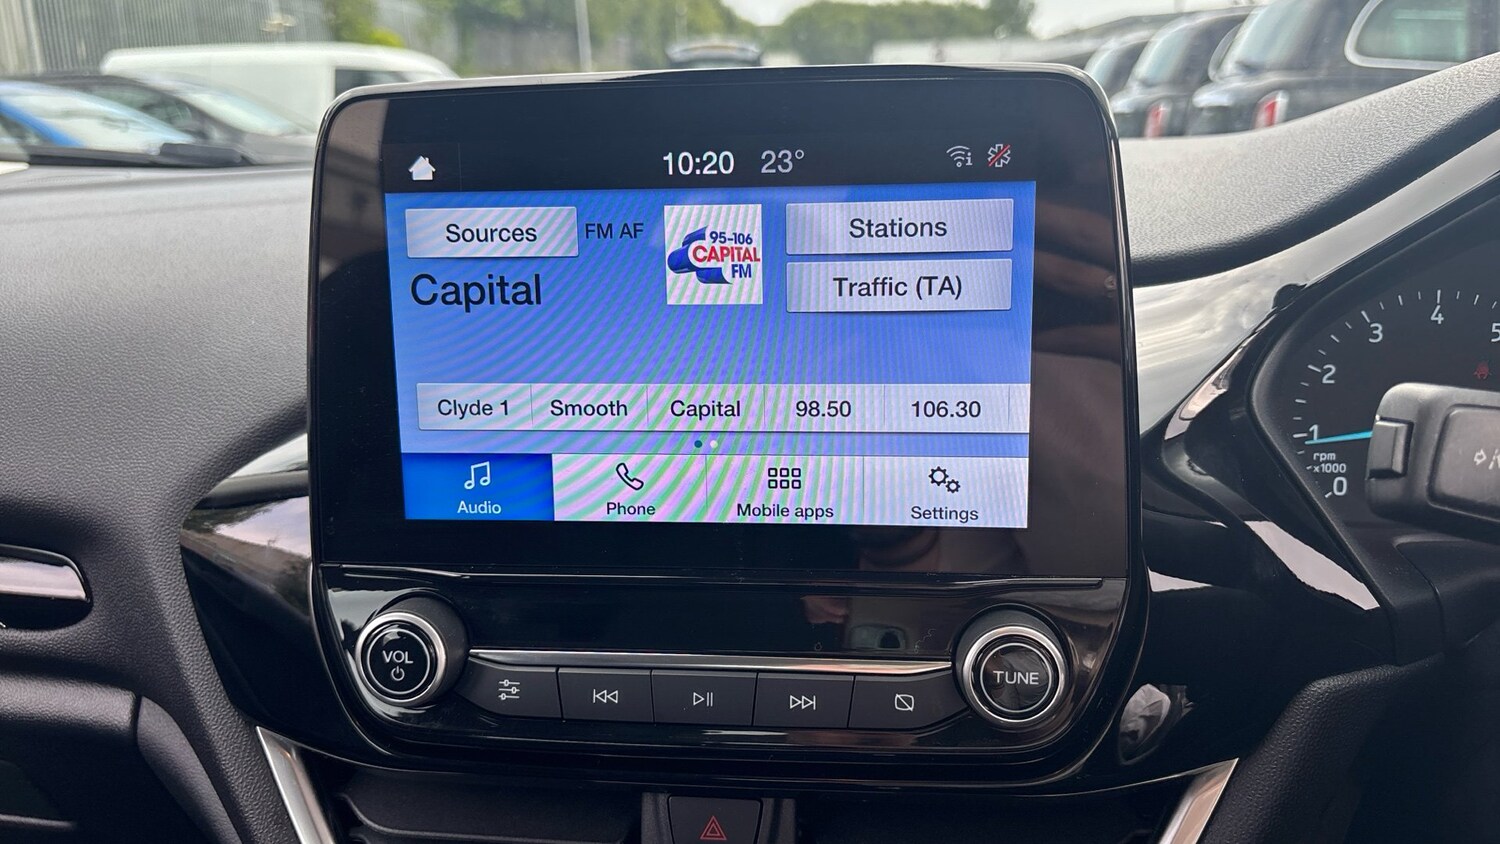 10:20 23°
Sources FM AF
95-106
CAPITAL
FM
Stations
Capital
Traffic (TA)
Clyde 1 Smooth Capital 98.50 106.30
Audio Phone Mobile apps Settings
VOL
TUNE
5
4
3
2
1
rpm
x1000
0